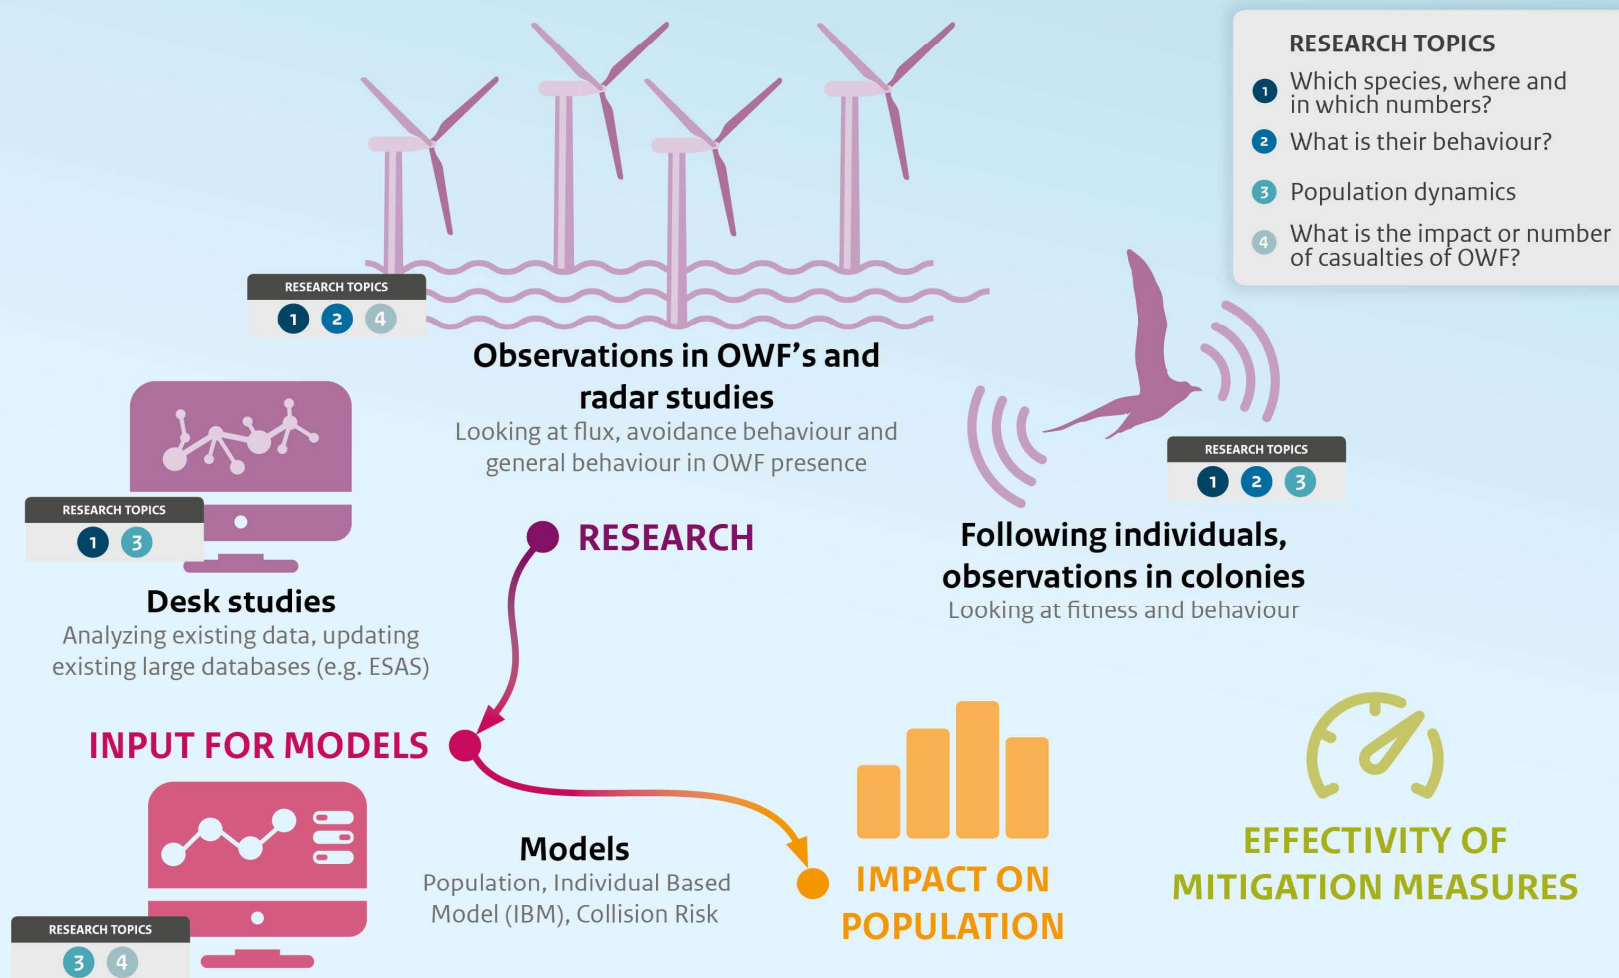 RESEARCH TOPICS
1 Which species, where and
in which numbers?
2 What is their behaviour?
3 Population dynamics
4 What is the impact or number
of casualties of OWF?
RESEARCH TOPICS
1 2 4
Observations in OWF's and
radar studies
Looking at flux, avoidance behaviour and
general behaviour in OWF presence
RESEARCH TOPICS
1 2 3
Following individuals,
observations in colonies
Looking at fitness and behaviour
RESEARCH TOPICS
1 3
Desk studies
Analyzing existing data, updating
existing large databases (e.g. ESAS)
RESEARCH
INPUT FOR MODELS
RESEARCH TOPICS
3 4
Models
Population, Individual Based
Model (IBM), Collision Risk
IMPACT ON
POPULATION
EFFECTIVITY OF
MITIGATION MEASURES